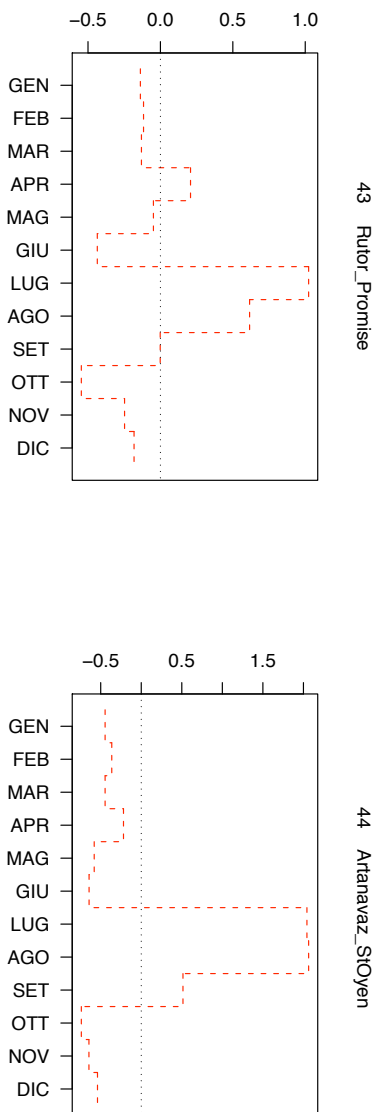 −0.5 0.0 0.5 1.0
GEN
FEB
MAR
APR
MAG
GIU
LUG
AGO
SET
OTT
NOV
DIC
43 Rutor_Promise
−0.5 0.5 1.5
GEN
FEB
MAR
APR
MAG
GIU
LUG
AGO
SET
OTT
NOV
DIC
44 Artanavaz_StOyen